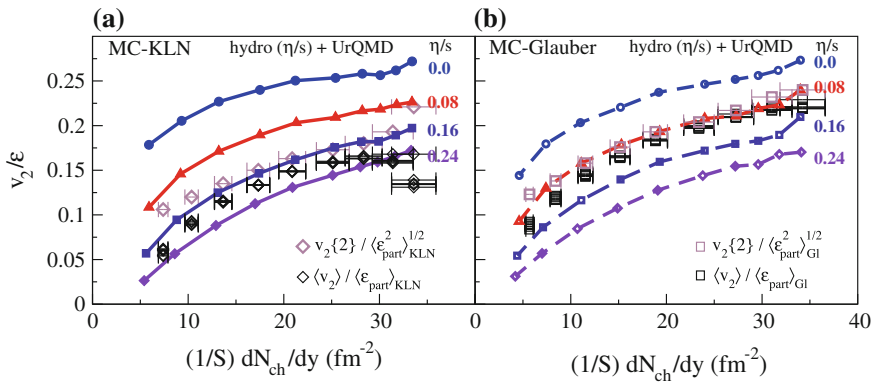 (a)
(b)
MC-KLN hydro (η/s) + UrQMD η/s
MC-Glauber hydro (η/s) + UrQMD η/s
0.0
0.08
0.16
0.24
0.0
0.08
0.16
0.24
v₂/ε
0.25
0.2
0.15
0.1
0.05
0
v₂{2} / ⟨ε²part⟩^1/2 KLN
⟨v₂⟩ / ⟨εpart⟩KLN
v₂{2} / ⟨ε²part⟩^1/2 Gl
⟨v₂⟩ / ⟨εpart⟩Gl
0 10 20 30 0 10 20 30 40
(1/S) dNch/dy (fm⁻²)
(1/S) dNch/dy (fm⁻²)